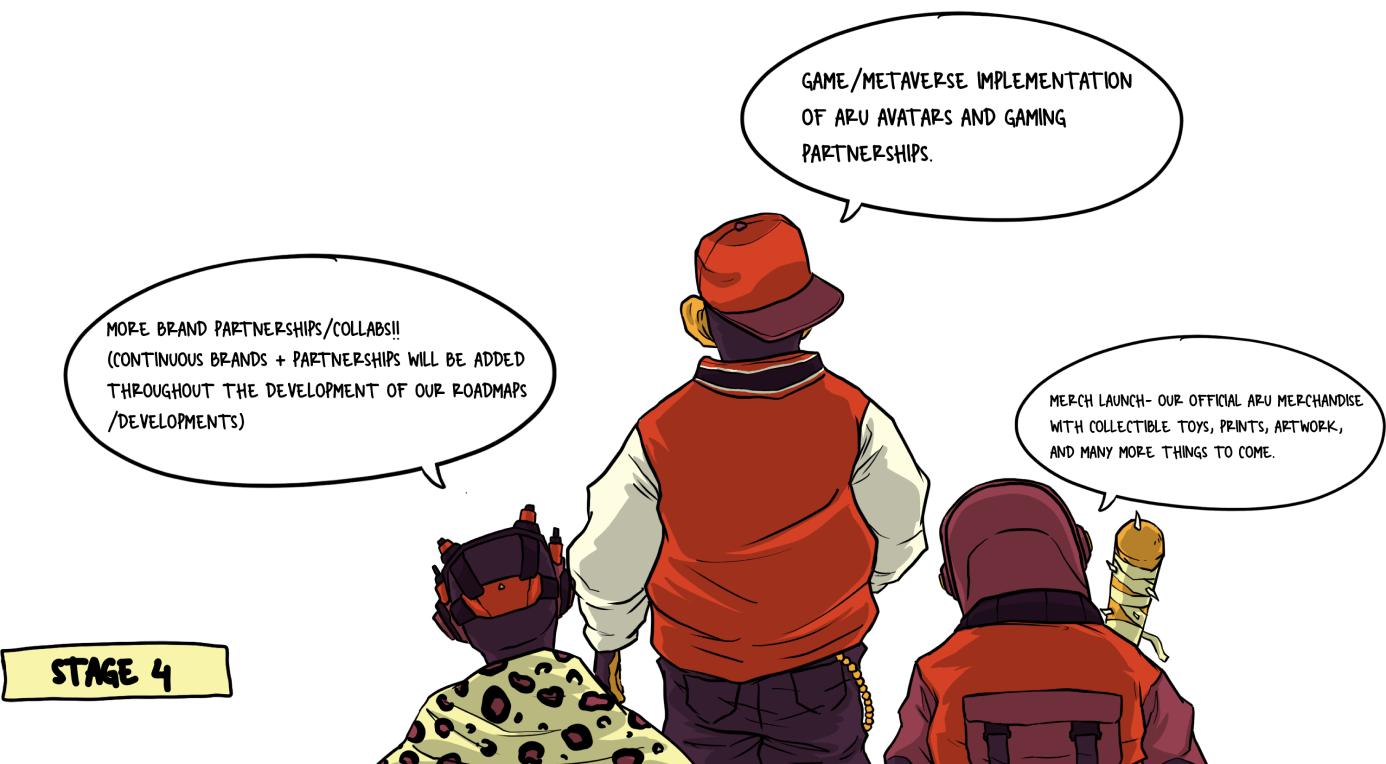 GAME/METAVERSE IMPLEMENTATION
OF ARU AVATARS AND GAMING
PARTNERSHIPS.
MORE BRAND PARTNERSHIPS/COLLABS!!
(CONTINUOUS BRANDS + PARTNERSHIPS WILL BE ADDED
THROUGHOUT THE DEVELOPMENT OF OUR ROADMAPS
/DEVELOPMENTS)
MERCH LAUNCH- OUR OFFICIAL ARU MERCHANDISE
WITH COLLECTIBLE TOYS, PRINTS, ARTWORK,
AND MANY MORE THINGS TO COME.
STAGE 4